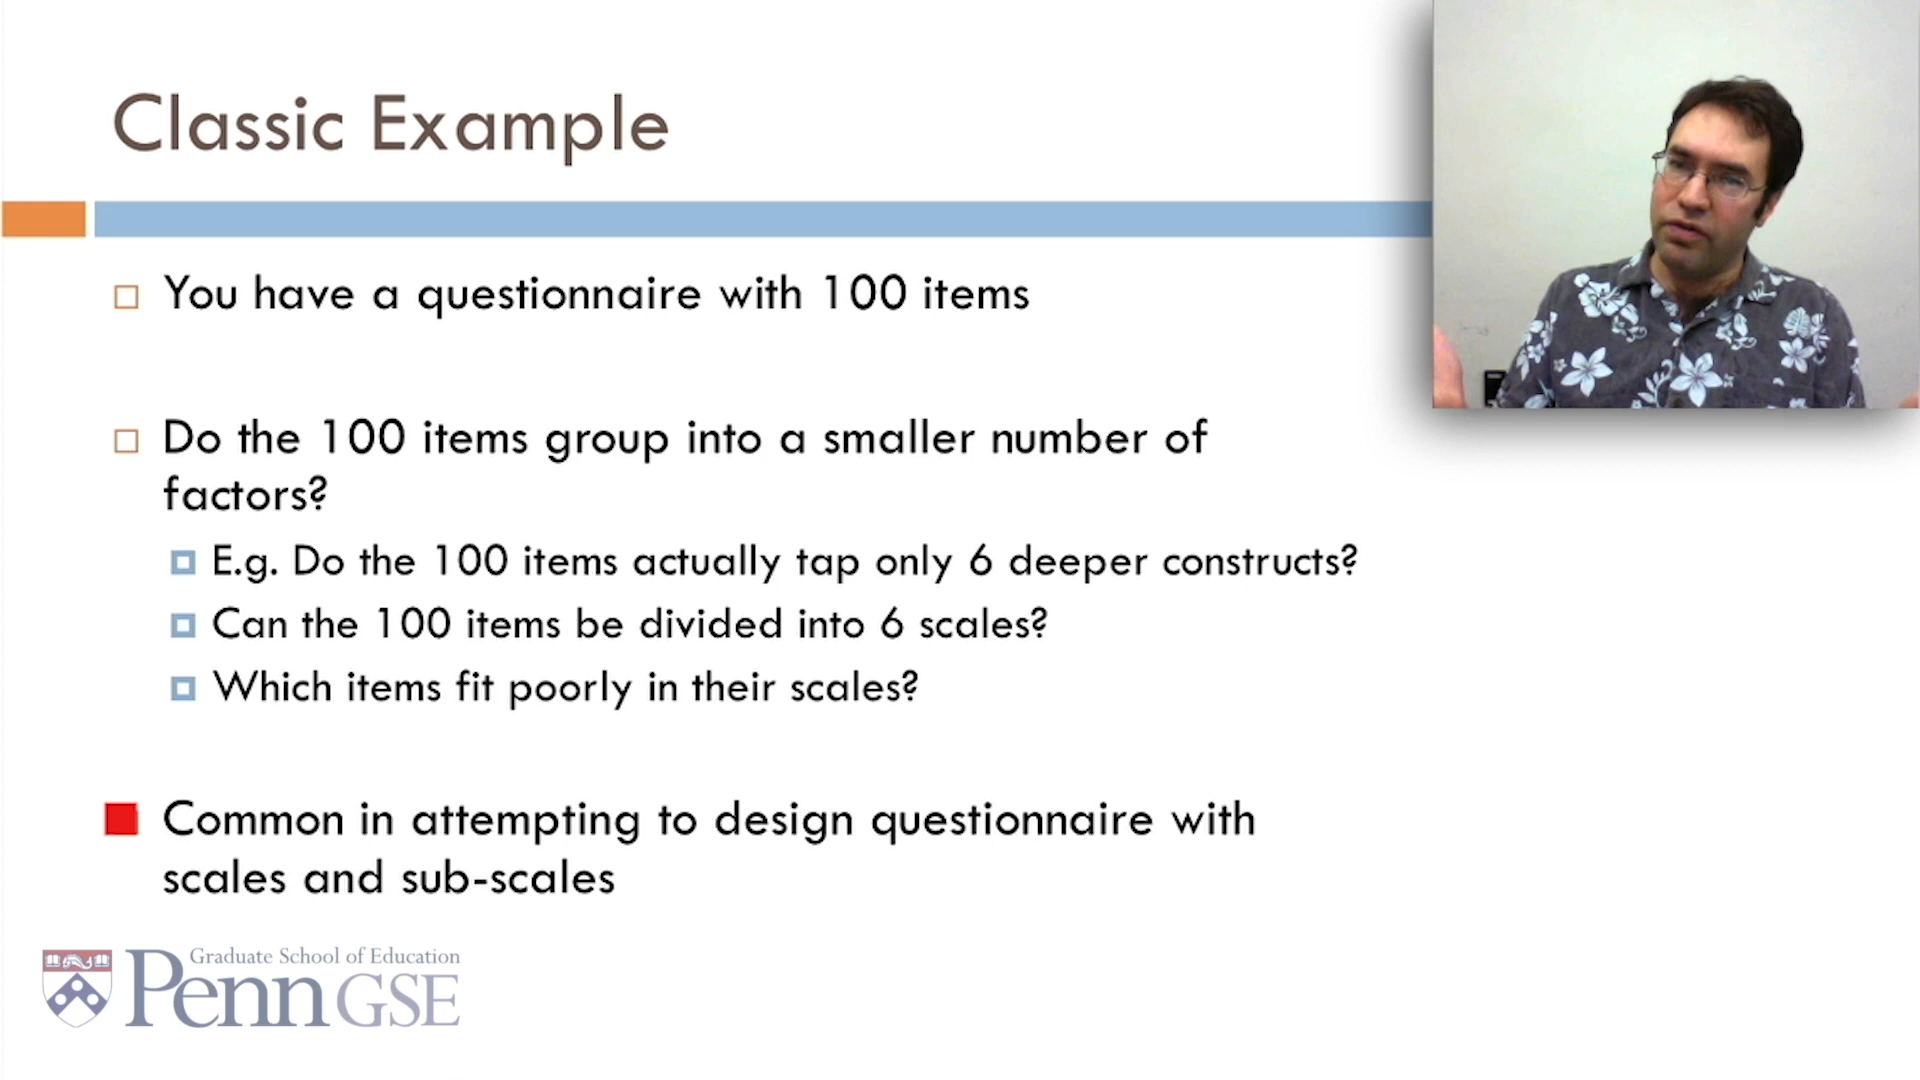 Classic Example
You have a questionnaire with 100 items
Do the 100 items group into a smaller number of
factors?
E.g. Do the 100 items actually tap only 6 deeper constructs?
Can the 100 items be divided into 6 scales?
Which items fit poorly in their scales?
Common in attempting to design questionnaire with
scales and sub-scales
Graduate School of Education
Penn GSE